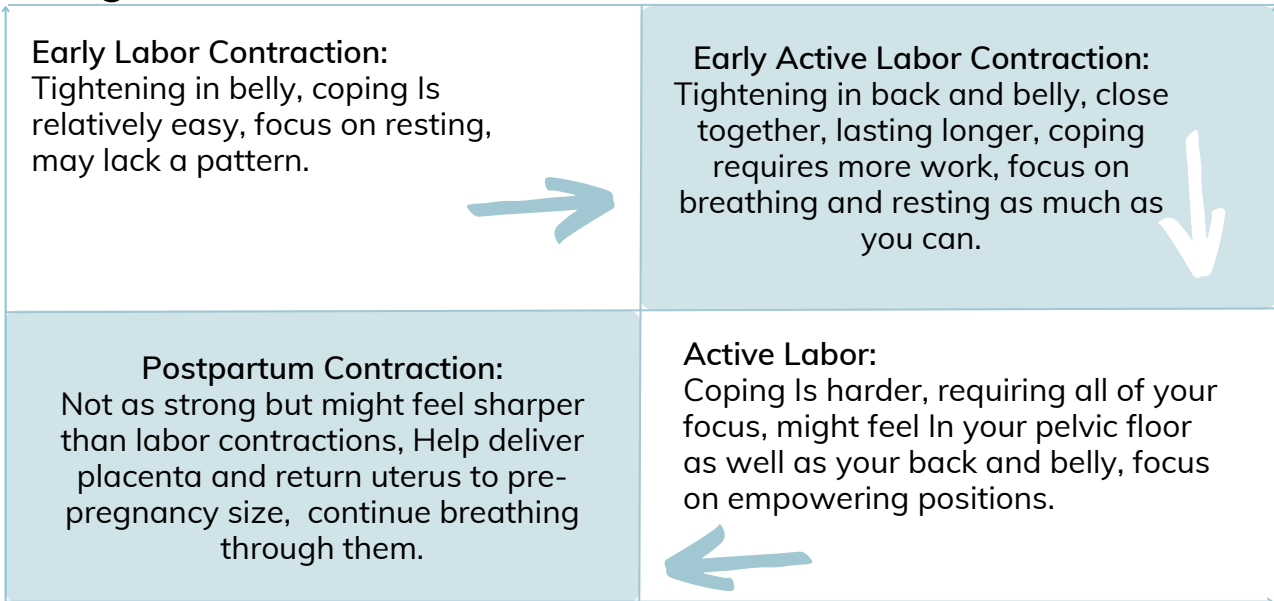 Early Labor Contraction:
Tightening in belly, coping Is
relatively easy, focus on resting,
may lack a pattern.
Early Active Labor Contraction:
Tightening in back and belly, close
together, lasting longer, coping
requires more work, focus on
breathing and resting as much as
you can.
Active Labor:
Coping Is harder, requiring all of your
focus, might feel In your pelvic floor
as well as your back and belly, focus
on empowering positions.
Postpartum Contraction:
Not as strong but might feel sharper
than labor contractions, Help deliver
placenta and return uterus to pre-
pregnancy size,  continue breathing
through them.